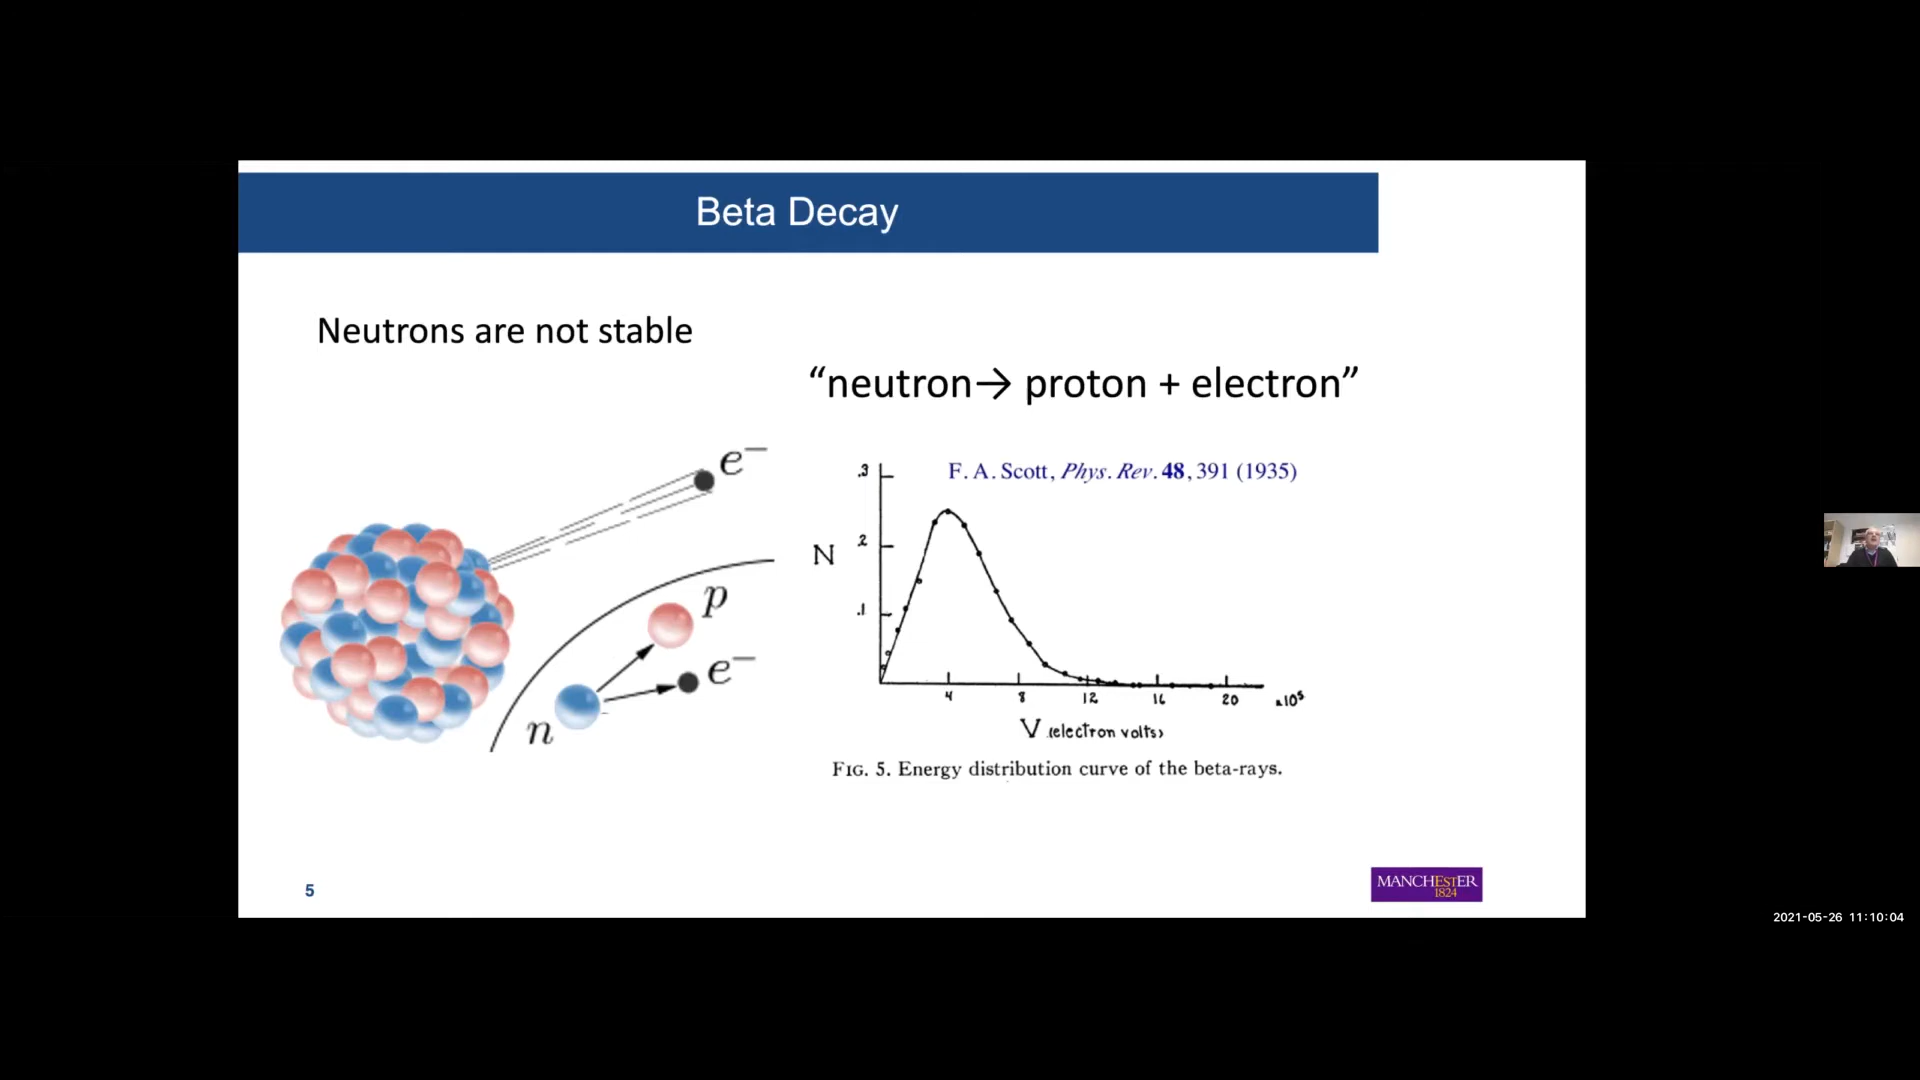 Beta Decay
Neutrons are not stable
“neutron→ proton + electron”
e⁻
p
e⁻
n
F. A. Scott, Phys. Rev. 48, 391 (1935)
.3
.2
.1
N
4 8 12 16 20 x10⁵
V (electron volts)
FIG. 5. Energy distribution curve of the beta-rays.
5
MANCHESTER
1824
2021-05-26 11:10:04